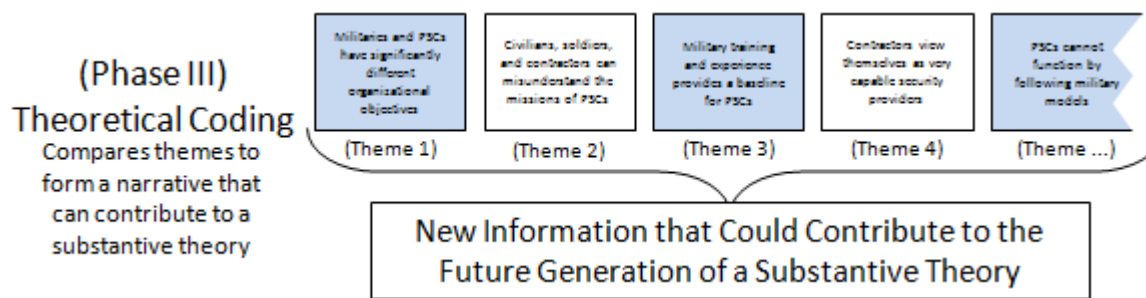 (Phase III)
Theoretical Coding
Compares themes to
form a narrative that
can contribute to a
substantive theory
Militaries and PSCs
have significantly
different
organizational
objectives
(Theme 1)
Civilians, soldiers,
and contractors can
misunderstand the
missions of PSCs
(Theme 2)
Military training
and experience
provides a baseline
for PSCs
(Theme 3)
Contractors view
themselves as very
capable security
providers
(Theme 4)
PSCs cannot
function by
following military
models
(Theme ...)
New Information that Could Contribute to the
Future Generation of a Substantive Theory